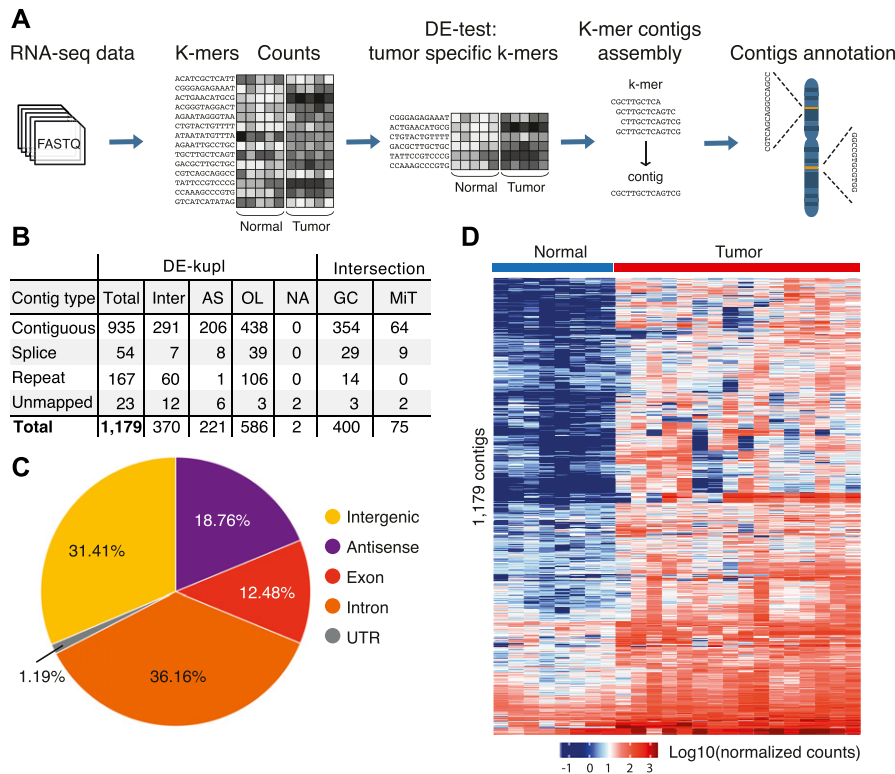 A
RNA-seq data
K-mers
Counts
DE-test:
tumor specific k-mers
K-mer contigs
assembly
Contigs annotation
FASTQ
ACATCGCTCATT
CGGGAGAGAAAT
ACTGAACATGCG
ACGGGTAGGACT
AGAATAGGGTAA
CTGTACTGTTTT
ATAATATGTTTA
AGAATTGCCTGC
TGCTTGCTCAGT
GACGCTTGCTGC
CGTCAGCAGGCC
TATTCCGTCCCG
CCAAAGCCCGTG
GTCATCATATAG
Normal
Tumor
CGGGAGAGAAAT
ACTGAACATGCG
CTGTACTGTTTT
GACGCTTGCTGC
TATTCCGTCCCG
CCAAAGCCCGTG
Normal
Tumor
k-mer
CGCTTGCTCA
GCTTGCTCAGTC
CTTGCTCAGTCG
GCTTGCTCAGTCG
contig
CGCTTGCTCAGTCG
CGTCAGCAGGCCAGCC
GGCCGTGCGTGG
B
DE-kupl
Intersection
Contig type Total Inter AS OL NA GC MiT
Contiguous 935 291 206 438 0 354 64
Splice 54 7 8 39 0 29 9
Repeat 167 60 1 106 0 14 0
Unmapped 23 12 6 3 2 3 2
Total 1,179 370 221 586 2 400 75
C
31.41%
18.76%
12.48%
36.16%
1.19%
Intergenic
Antisense
Exon
Intron
UTR
D
Normal
Tumor
1,179 contigs
-1 0 1 2 3
Log10(normalized counts)